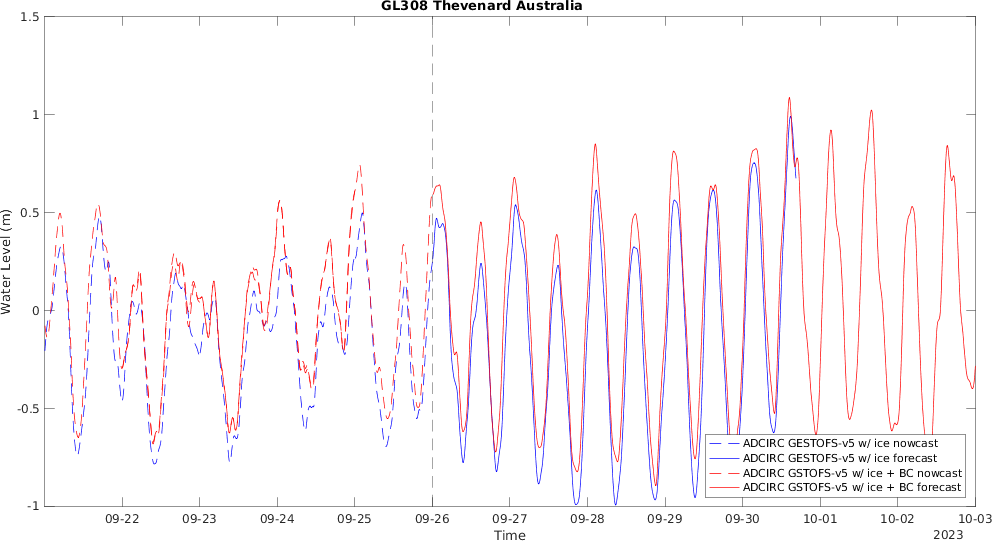 GL308 Thevenard Australia
1.5
1
0.5
0
-0.5
-1
Water Level (m)
ADCIRC GESTOFS-v5 w/ ice nowcast
ADCIRC GESTOFS-v5 w/ ice forecast
ADCIRC GSTOFS-v5 w/ ice + BC nowcast
ADCIRC GSTOFS-v5 w/ ice + BC forecast
09-22 09-23 09-24 09-25 09-26 09-27 09-28 09-29 09-30 10-01 10-02 10-03
Time
2023